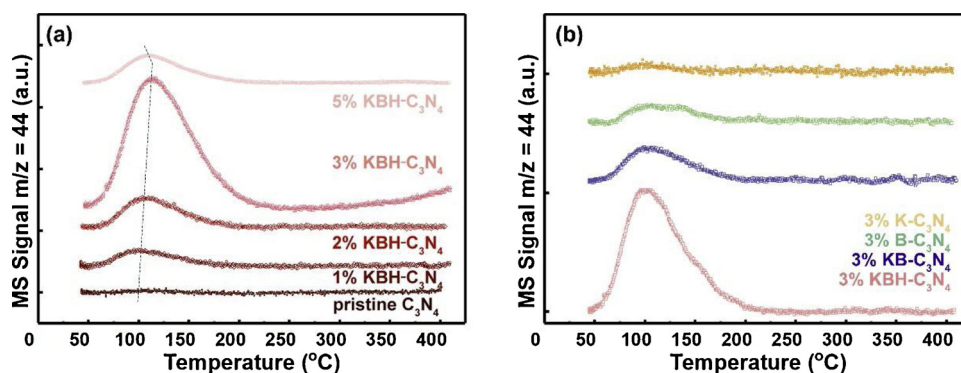 (a)
MS Signal m/z = 44 (a.u.)
5% KBH-C₃N₄
3% KBH-C₃N₄
2% KBH-C₃N₄
1% KBH-C₃N₄
pristine C₃N₄
0 50 100 150 200 250 300 350 400
Temperature (°C)
(b)
MS Signal m/z = 44 (a.u.)
3% K-C₃N₄
3% B-C₃N₄
3% KB-C₃N₄
3% KBH-C₃N₄
0 50 100 150 200 250 300 350 400
Temperature (°C)